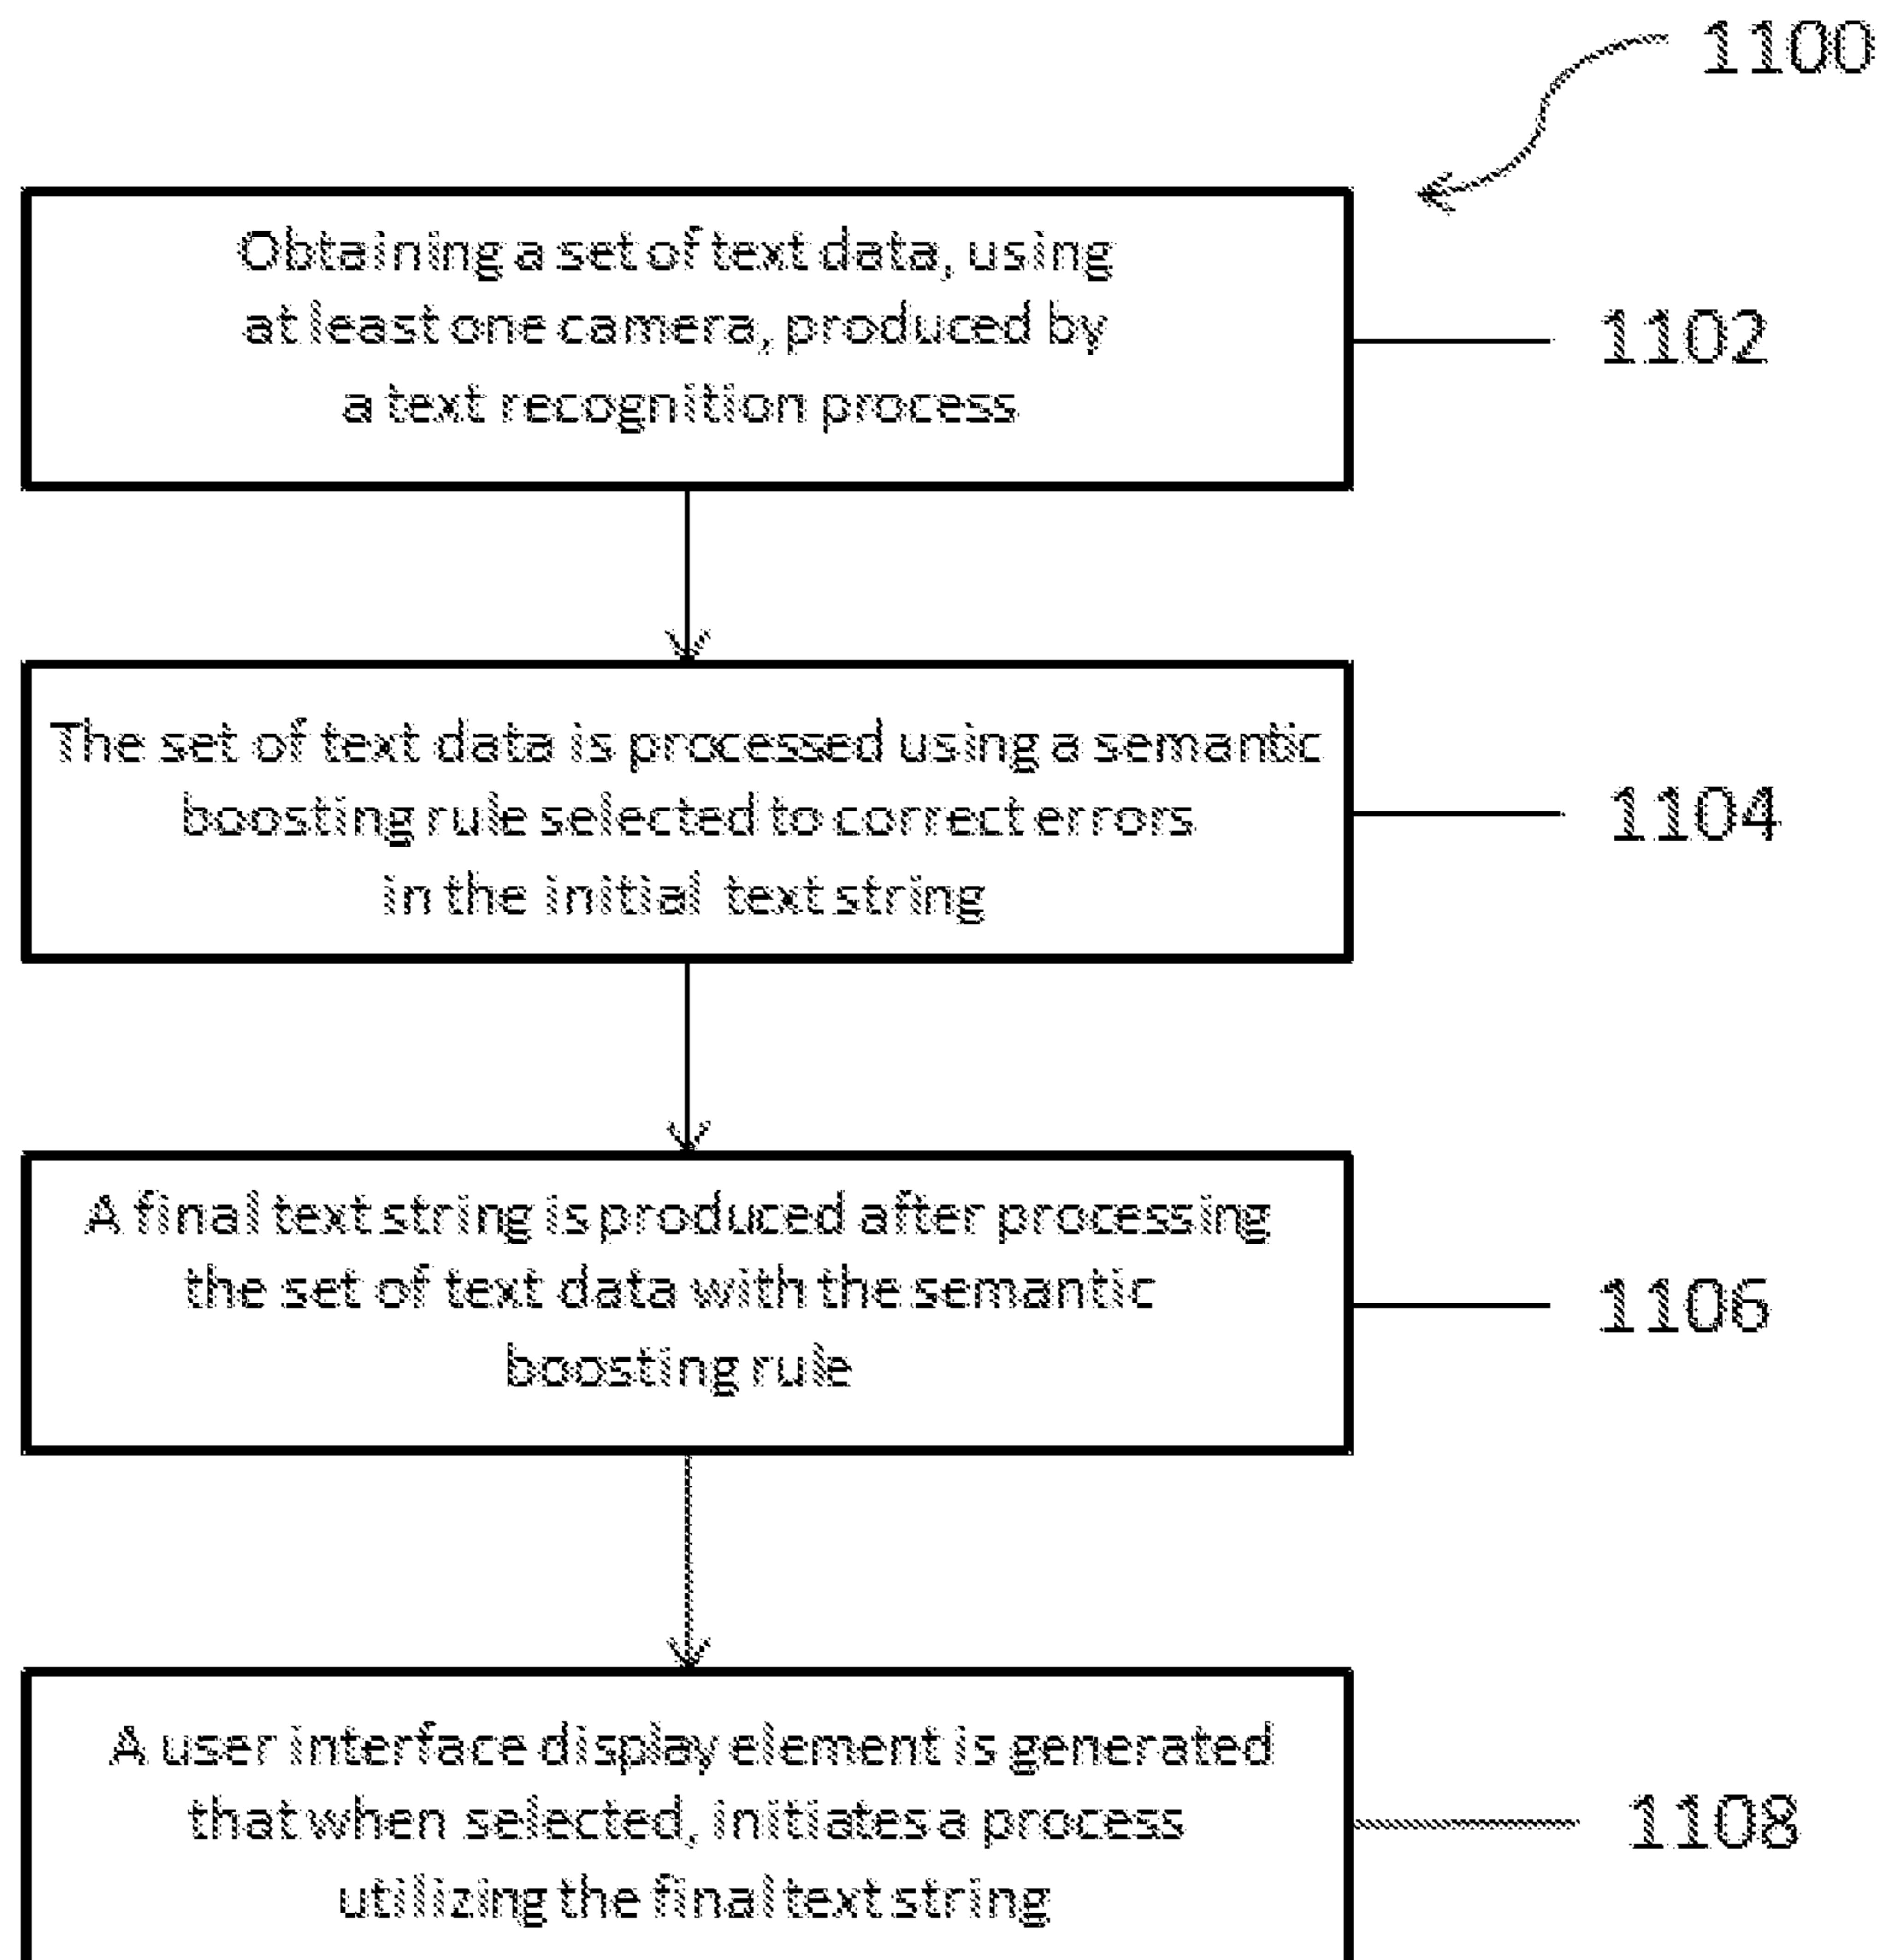 1100
Obtaining a set of text data, using
at least one camera, produced by
a text recognition process
1102
The set of text data is processed using a semantic
boosting rule selected to correct errors
in the initial text string
1104
A final text string is produced after processing
the set of text data with the semantic
boosting rule
1106
A user interface display element is generated
that when selected, initiates a process
utilizing the final text string
1108